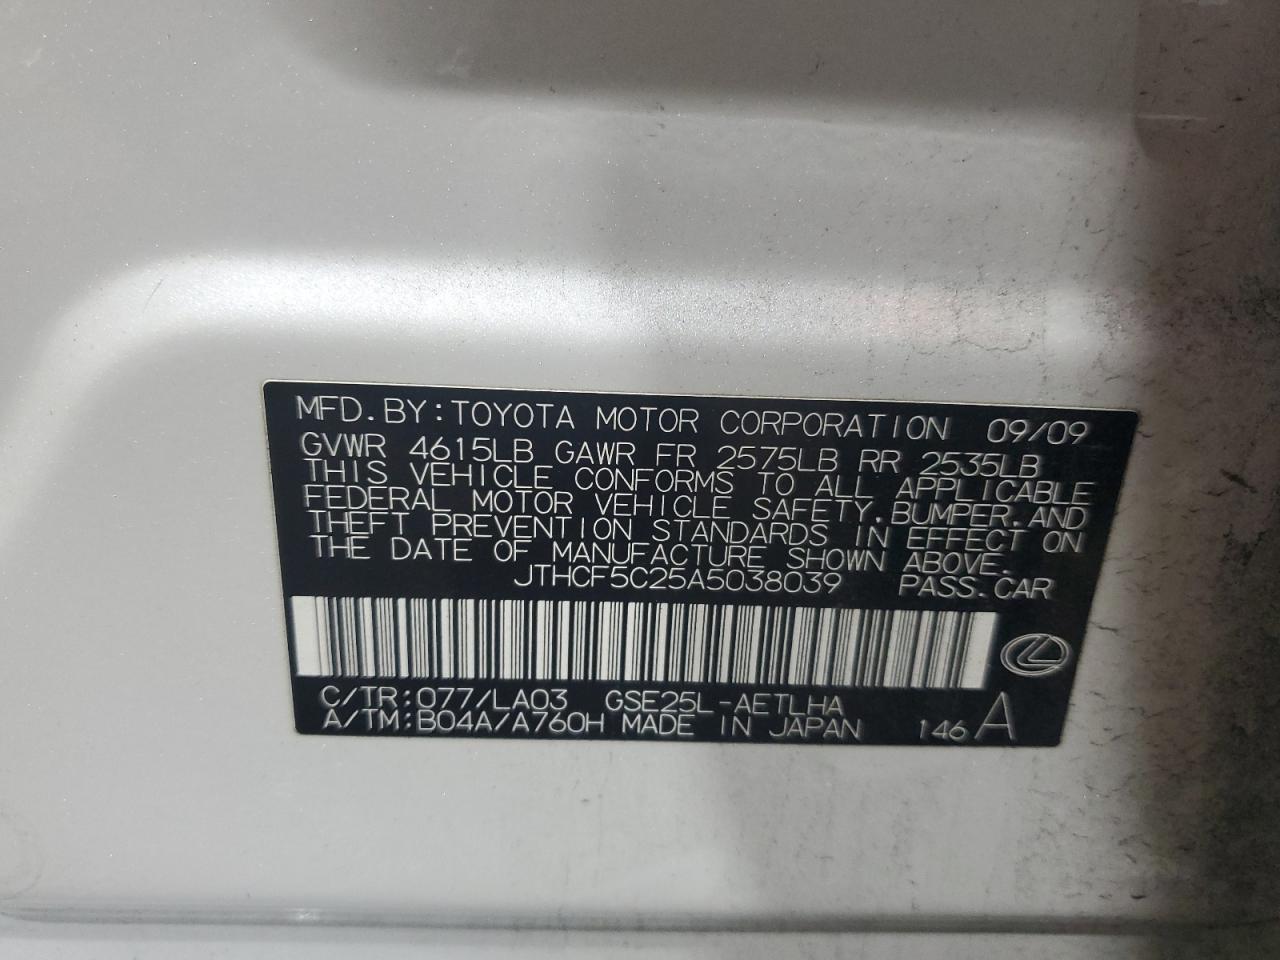 MFD.BY:TOYOTA MOTOR CORPORATION 09/09
GVWR 4615LB GAWR FR 2575LB RR 2535LB
THIS VEHICLE CONFORMS TO ALL APPLICABLE
FEDERAL MOTOR VEHICLE SAFETY,BUMPER,AND
THEFT PREVENTION STANDARDS IN EFFECT ON
THE DATE OF MANUFACTURE SHOWN ABOVE.
JTHCF5C25A5038039 PASS.CAR
C/TR:077/LA03 GSE25L-AETLHA
A/TM:B04A/A760H MADE IN JAPAN 146 A